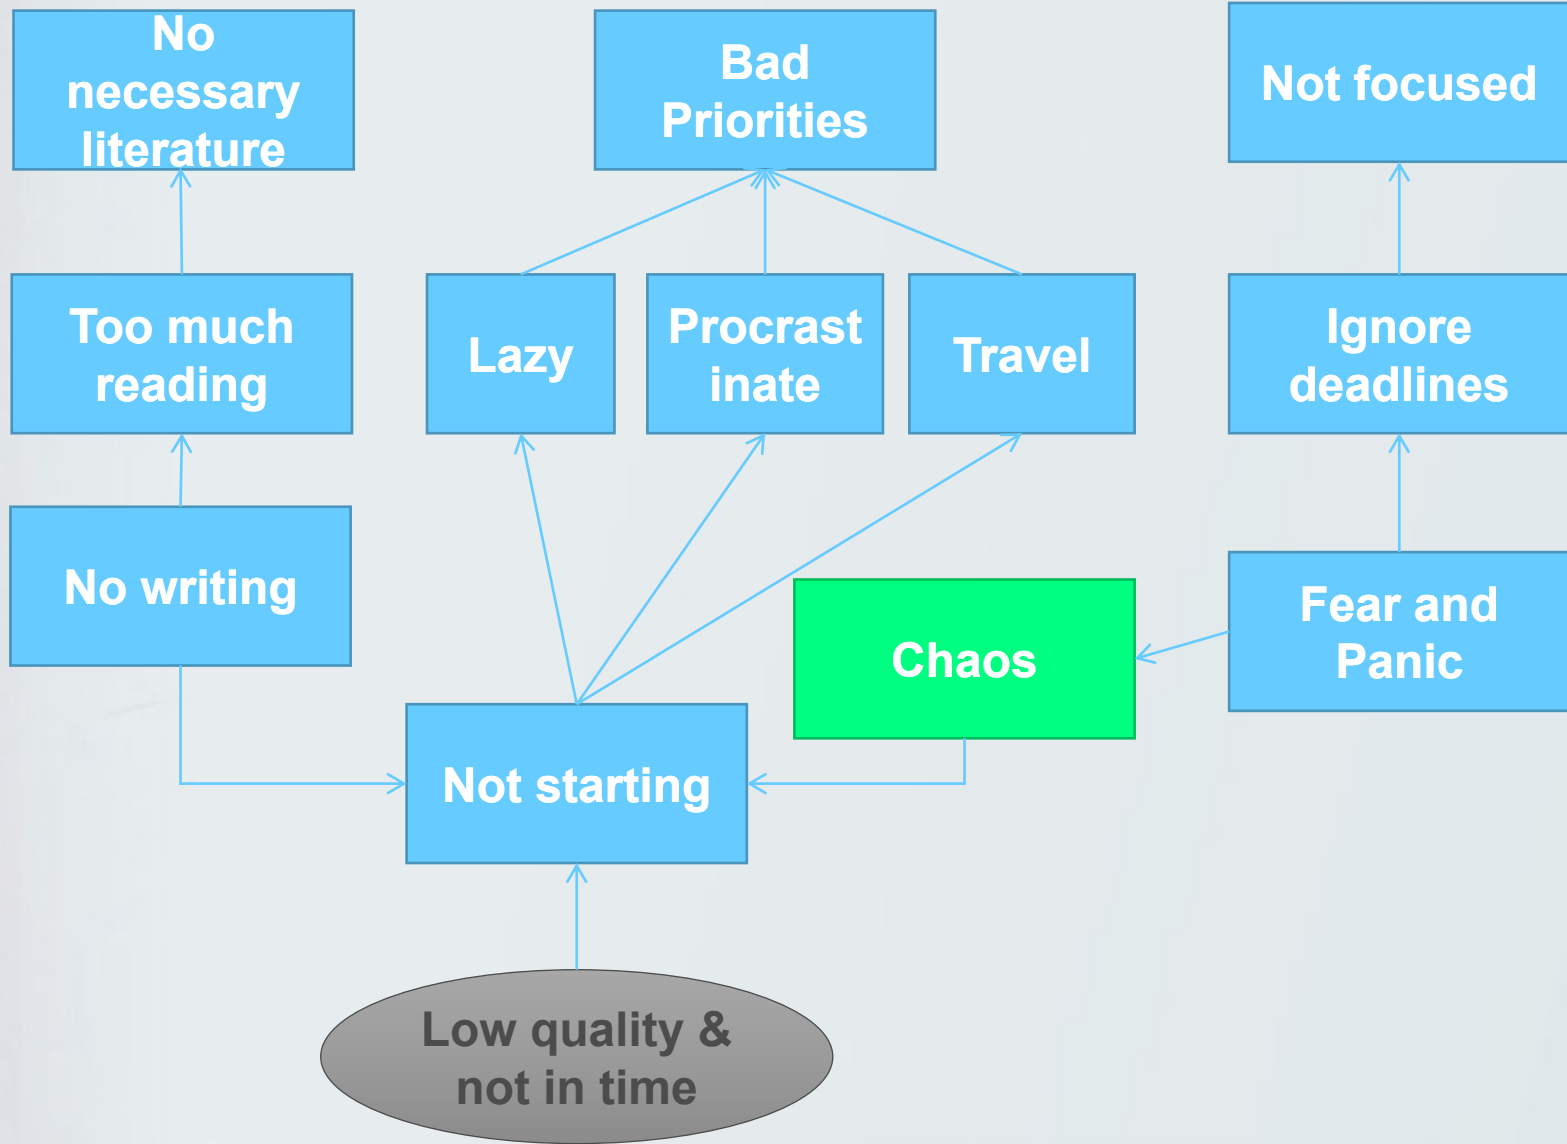 No
necessary
literature
Bad
Priorities
Not focused
Too much
reading
Lazy
Procrast
inate
Travel
Ignore
deadlines
No writing
Chaos
Fear and
Panic
Not starting
Low quality &
not in time